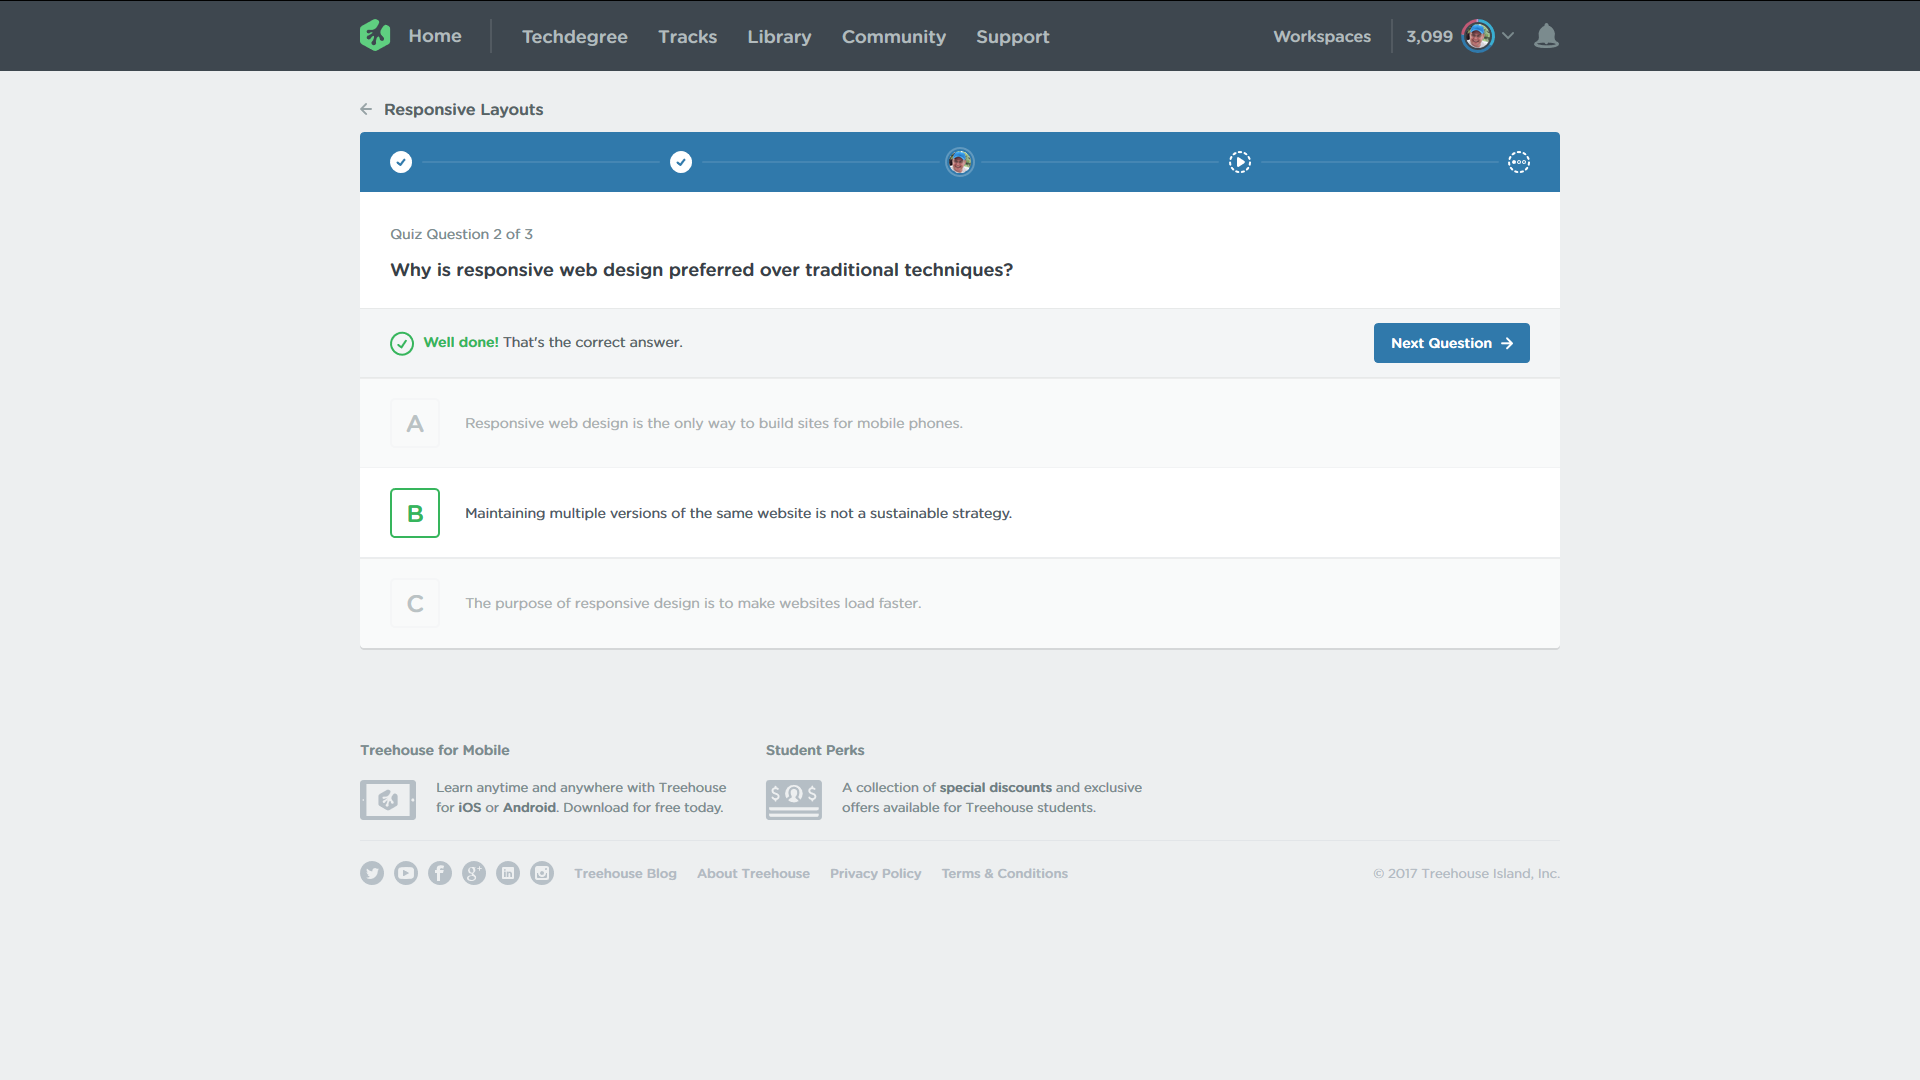 Home
Techdegree
Tracks
Library
Community
Support
Workspaces
3,099
Responsive Layouts
Quiz Question 2 of 3
Why is responsive web design preferred over traditional techniques?
Well done! That's the correct answer.
Next Question
A
Responsive web design is the only way to build sites for mobile phones.
B
Maintaining multiple versions of the same website is not a sustainable strategy.
C
The purpose of responsive design is to make websites load faster.
Treehouse for Mobile
Learn anytime and anywhere with Treehouse
for iOS or Android. Download for free today.
Student Perks
A collection of special discounts and exclusive
offers available for Treehouse students.
Treehouse Blog
About Treehouse
Privacy Policy
Terms & Conditions
© 2017 Treehouse Island, Inc.